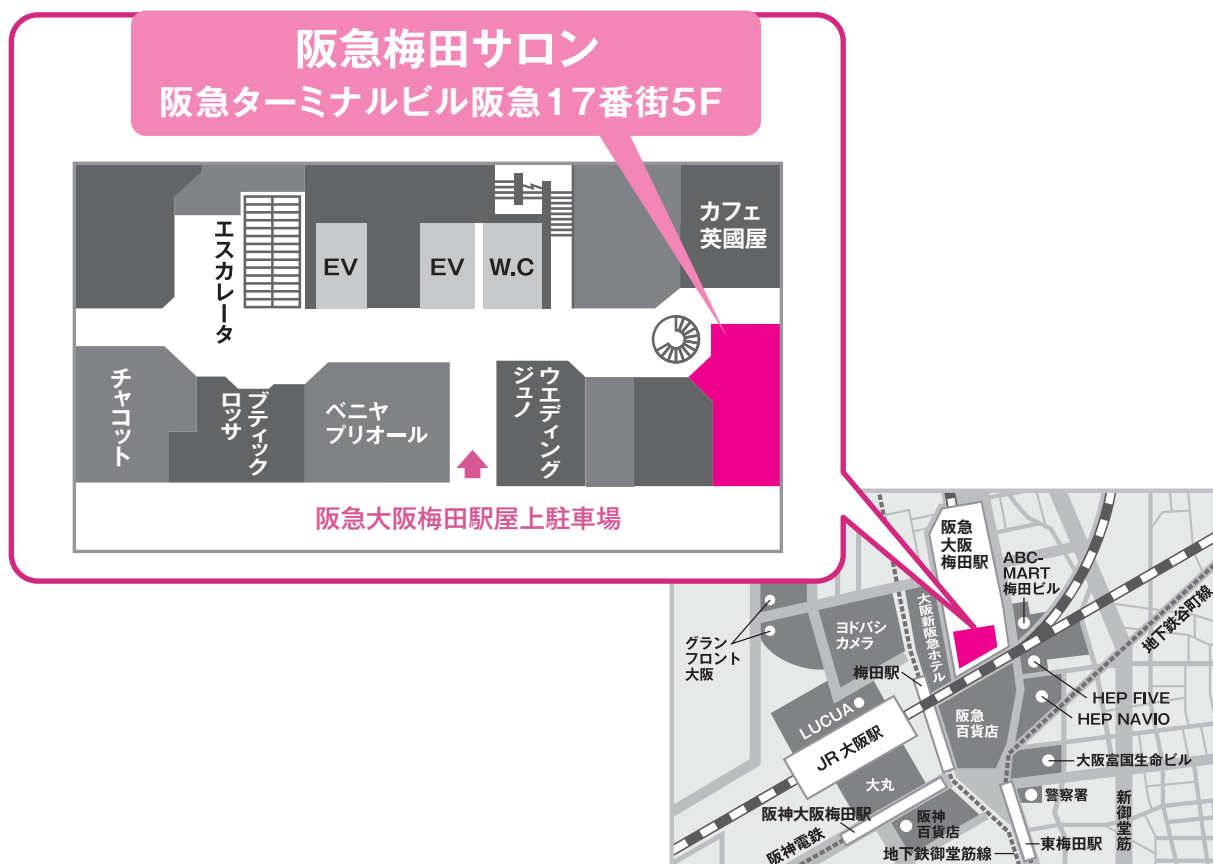 阪急梅田サロン
阪急ターミナルビル阪急17番街5F
エスカレータ
EV
EV
W.C
カフェ
英國屋
チャコット
ブティック
ロッサ
ベニヤ
プリオール
ウエディング
ジュノ
阪急大阪梅田駅屋上駐車場
阪急
大阪
梅田駅
ABC-
MART
梅田ビル
地下鉄谷町線
大阪新阪急ホテル
ヨドバシ
カメラ
グラン
フロント
大阪
梅田駅
HEP FIVE
HEP NAVIO
LUCUA
阪急
百貨店
JR 大阪駅
大阪富国生命ビル
大丸
警察署
新御堂筋
阪神大阪梅田駅
阪神
百貨店
東梅田駅
阪神電鉄
地下鉄御堂筋線